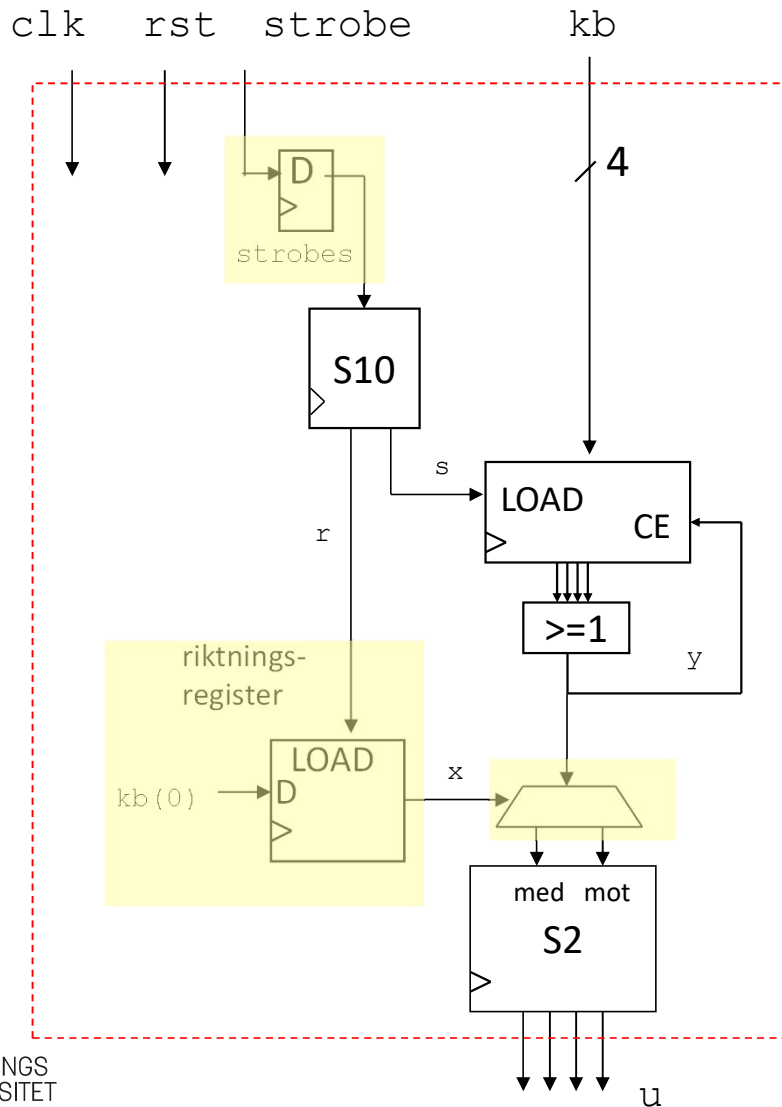 clk rst strobe kb
4
D
strobes
S10
s
LOAD
CE
r
>=1
riktnings-
register
y
LOAD
x
D
kb(0)
med mot
S2
NGS
SITET
u